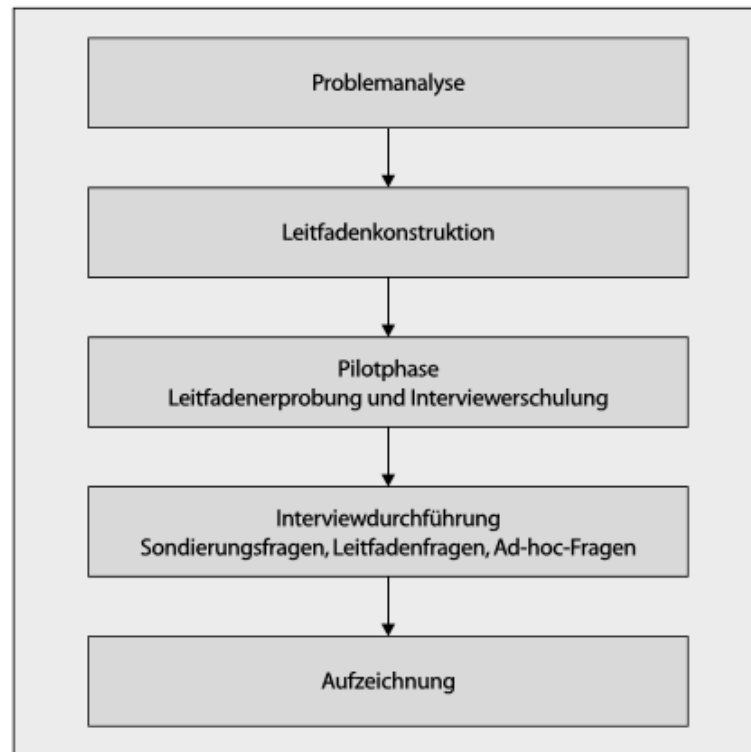 Problemanalyse
Leitfadenkonstruktion
Pilotphase
Leitfadenerprobung und Interviewerschulung
Interviewdurchführung
Sondierungsfragen, Leitfadenfragen, Ad-hoc-Fragen
Aufzeichnung